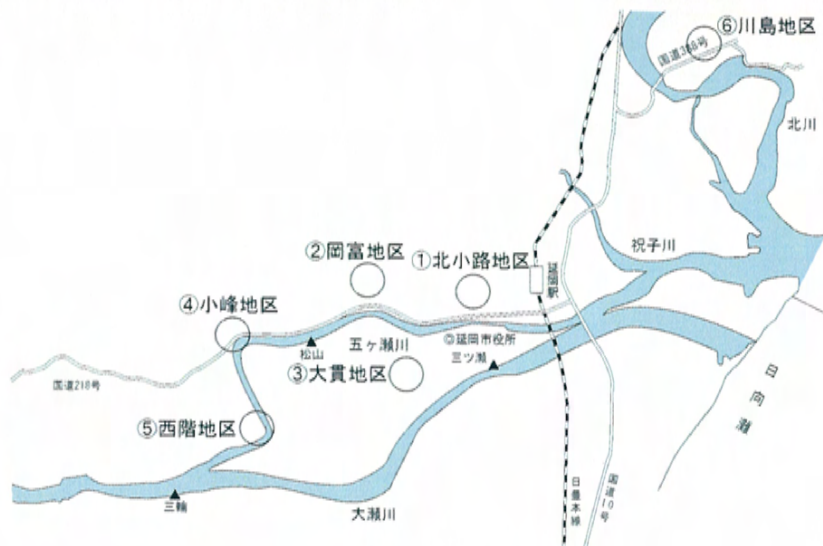 ⑥川島地区
国道388号
北川
祝子川
②岡富地区
①北小路地区
延岡駅
④小峰地区
松山
五ヶ瀬川
◎延岡市役所
三ツ瀬
③大貫地区
国道218号
日向灘
⑤西階地区
三輪
大瀬川
日豊本線
国道10号